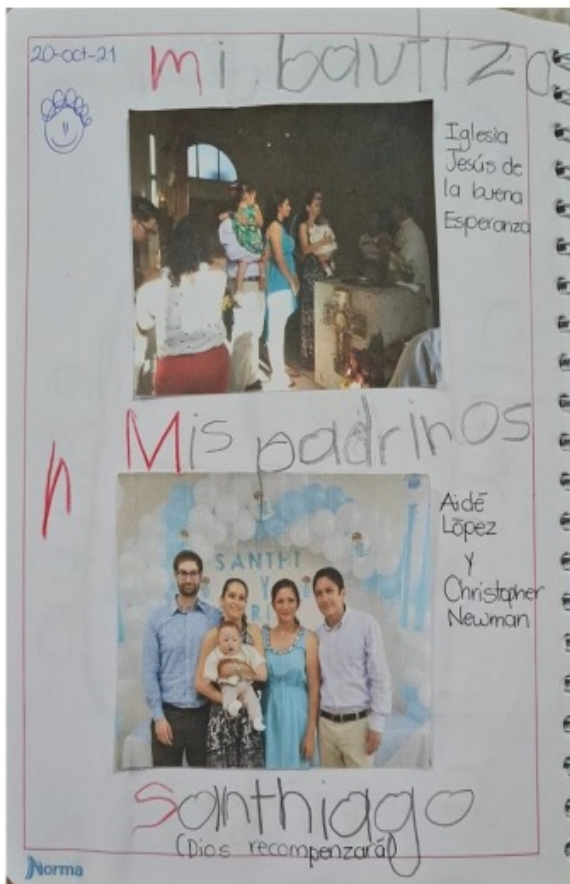 20-oct-21
mi bautizo
Iglesia
Jesús de
la buena
Esperanza
Mis padrinos
Aidé
López
y
Christopher
Newman
SANTHI
Y
Santhiago
(Dios recompenzará)
Norma